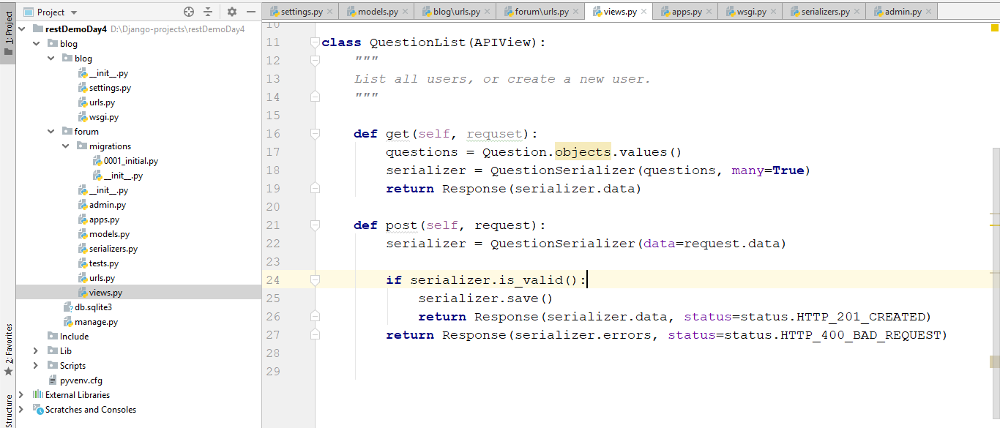 1: Project
2: Favorites
Structure
Project
restDemoDay4 D:\Django-projects\restDemoDay4
blog
blog
__init__.py
settings.py
urls.py
wsgi.py
forum
migrations
0001_initial.py
__init__.py
__init__.py
admin.py
apps.py
models.py
serializers.py
tests.py
urls.py
views.py
db.sqlite3
manage.py
Include
Lib
Scripts
pyvenv.cfg
External Libraries
Scratches and Consoles
settings.py models.py blog\urls.py forum\urls.py views.py apps.py wsgi.py serializers.py admin.py
10
11 class QuestionList(APIView):
12 """
13 List all users, or create a new user.
14 """
15
16 def get(self, requset):
17 questions = Question.objects.values()
18 serializer = QuestionSerializer(questions, many=True)
19 return Response(serializer.data)
20
21 def post(self, request):
22 serializer = QuestionSerializer(data=request.data)
23
24 if serializer.is_valid():
25 serializer.save()
26 return Response(serializer.data, status=status.HTTP_201_CREATED)
27 return Response(serializer.errors, status=status.HTTP_400_BAD_REQUEST)
28
29